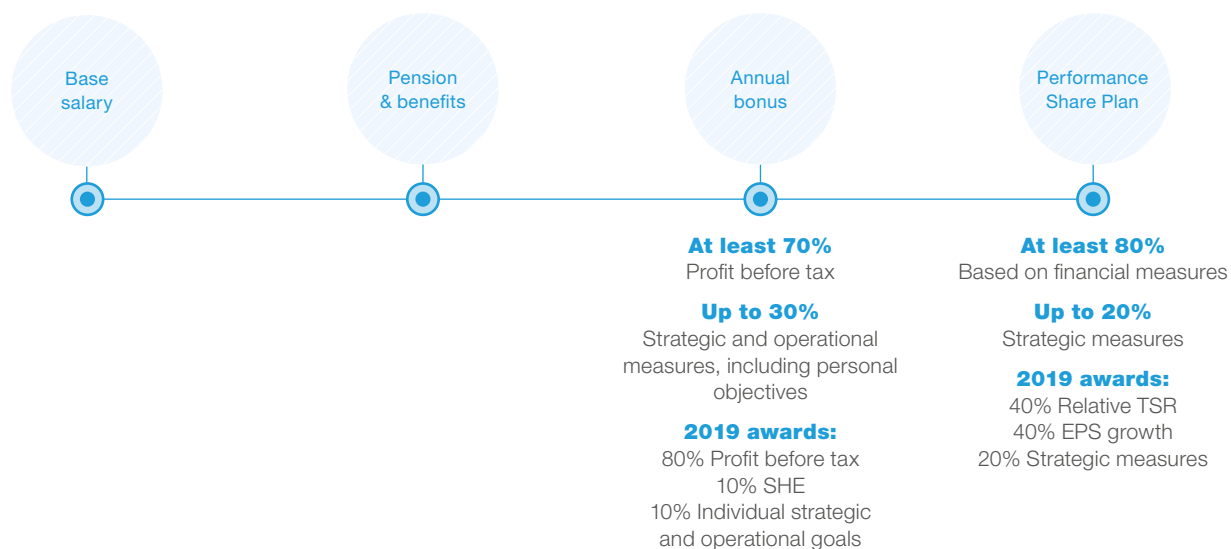 Base
salary
Pension
& benefits
Annual
bonus
Performance
Share Plan
At least 70%
Profit before tax
Up to 30%
Strategic and operational
measures, including personal
objectives
2019 awards:
80% Profit before tax
10% SHE
10% Individual strategic
and operational goals
At least 80%
Based on financial measures
Up to 20%
Strategic measures
2019 awards:
40% Relative TSR
40% EPS growth
20% Strategic measures